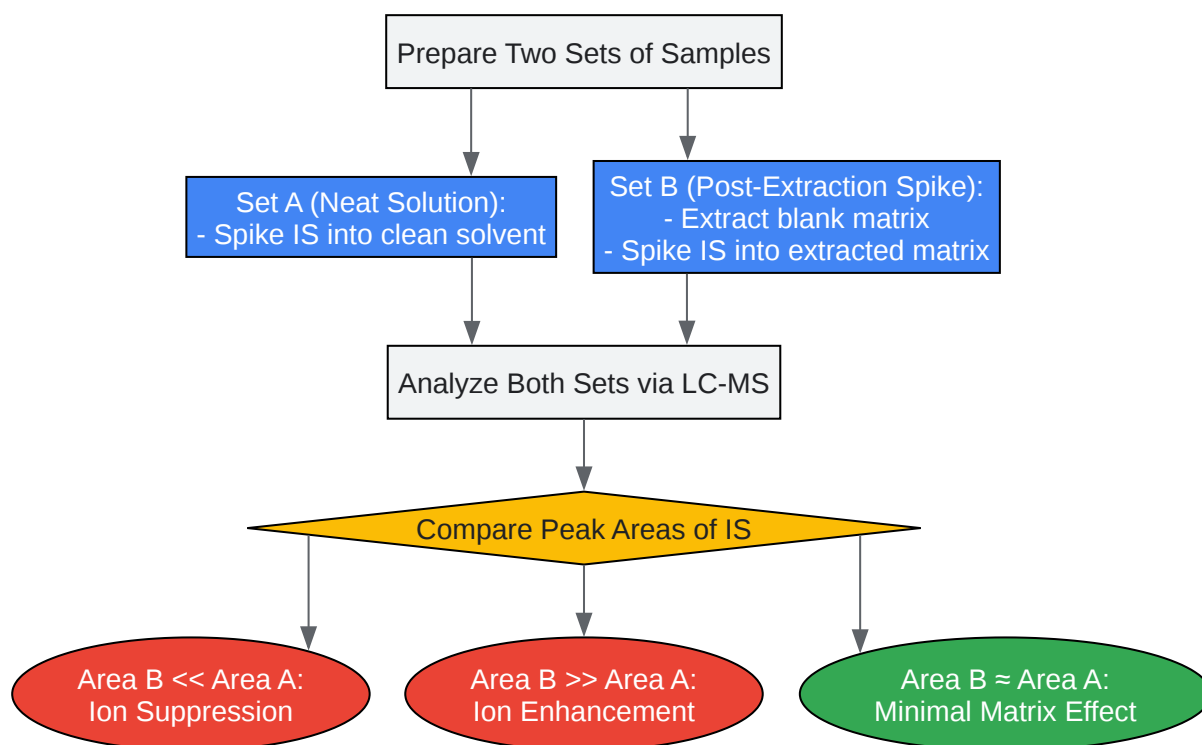 Prepare Two Sets of Samples
Set A (Neat Solution):
- Spike IS into clean solvent
Set B (Post-Extraction Spike):
- Extract blank matrix
- Spike IS into extracted matrix
Analyze Both Sets via LC-MS
Compare Peak Areas of IS
Area B << Area A:
Ion Suppression
Area B >> Area A:
Ion Enhancement
Area B ≈ Area A:
Minimal Matrix Effect